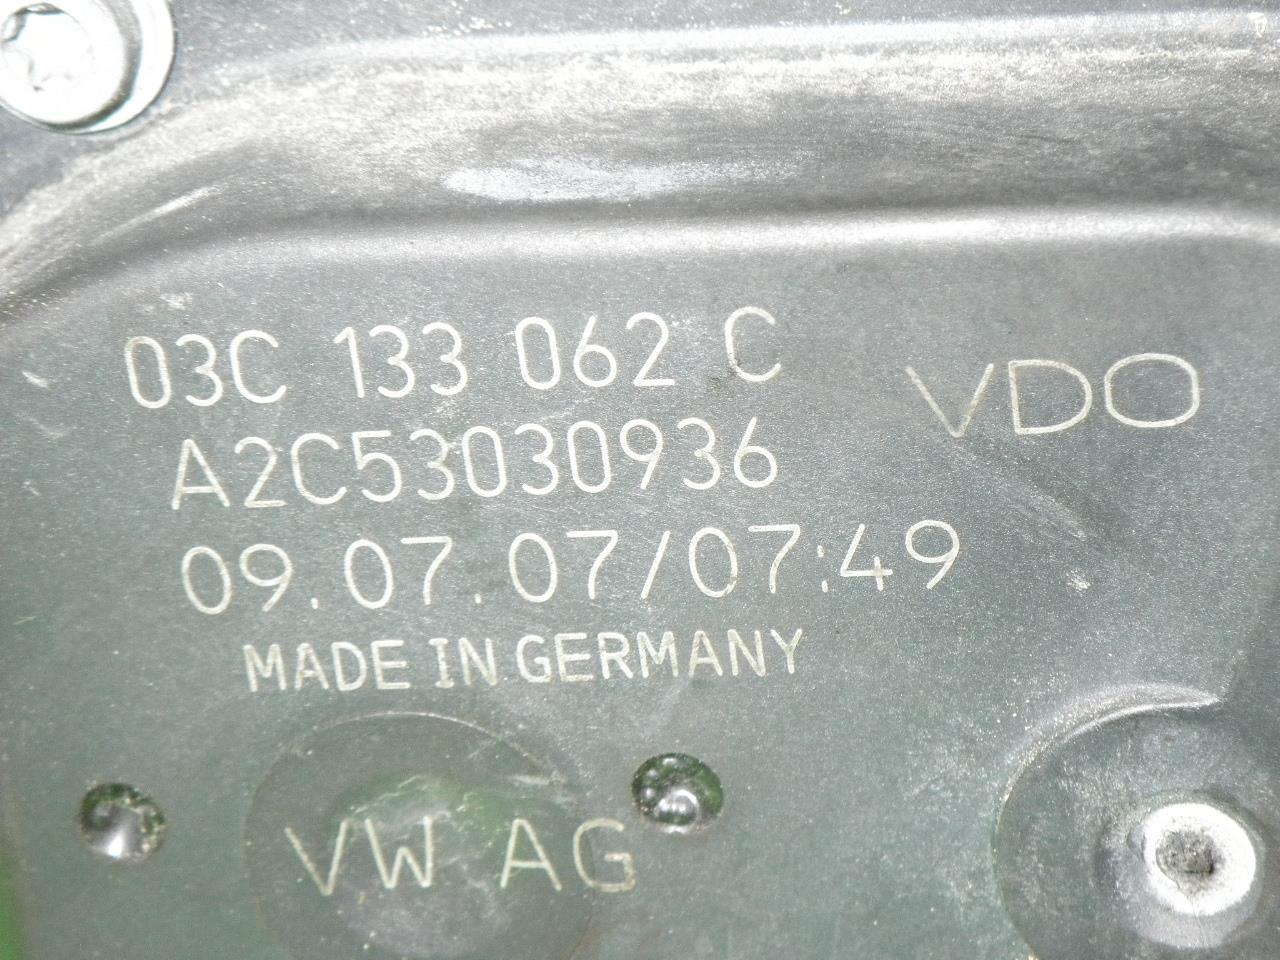 03C 133 062 C
VDO
A2C53030936
09.07.07/07:49
MADE IN GERMANY
VW AG